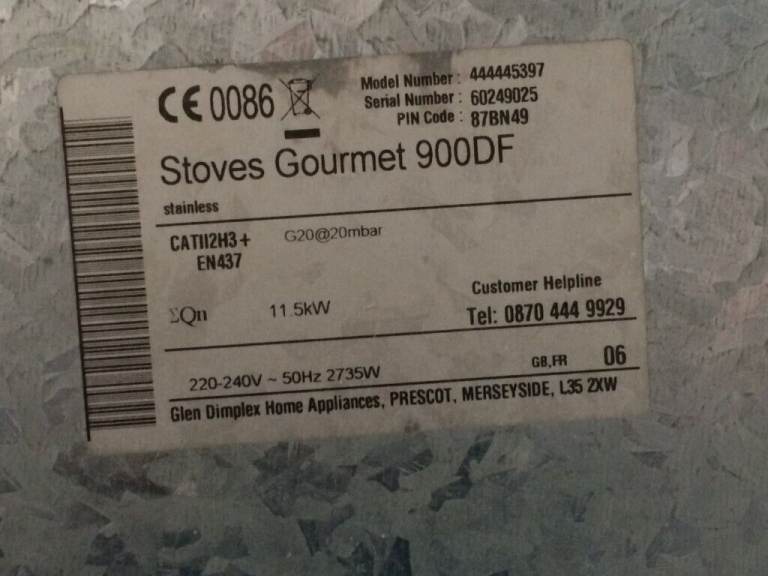 CE 0086
Model Number : 444445397
Serial Number : 60249025
PIN Code : 87BN49
Stoves Gourmet 900DF
stainless
CATII2H3+ G20@20mbar
EN437
Customer Helpline
ΣQn 11.5kW
Tel: 0870 444 9929
220-240V ~ 50Hz 2735W
GB,FR 06
Glen Dimplex Home Appliances, PRESCOT, MERSEYSIDE, L35 2XW